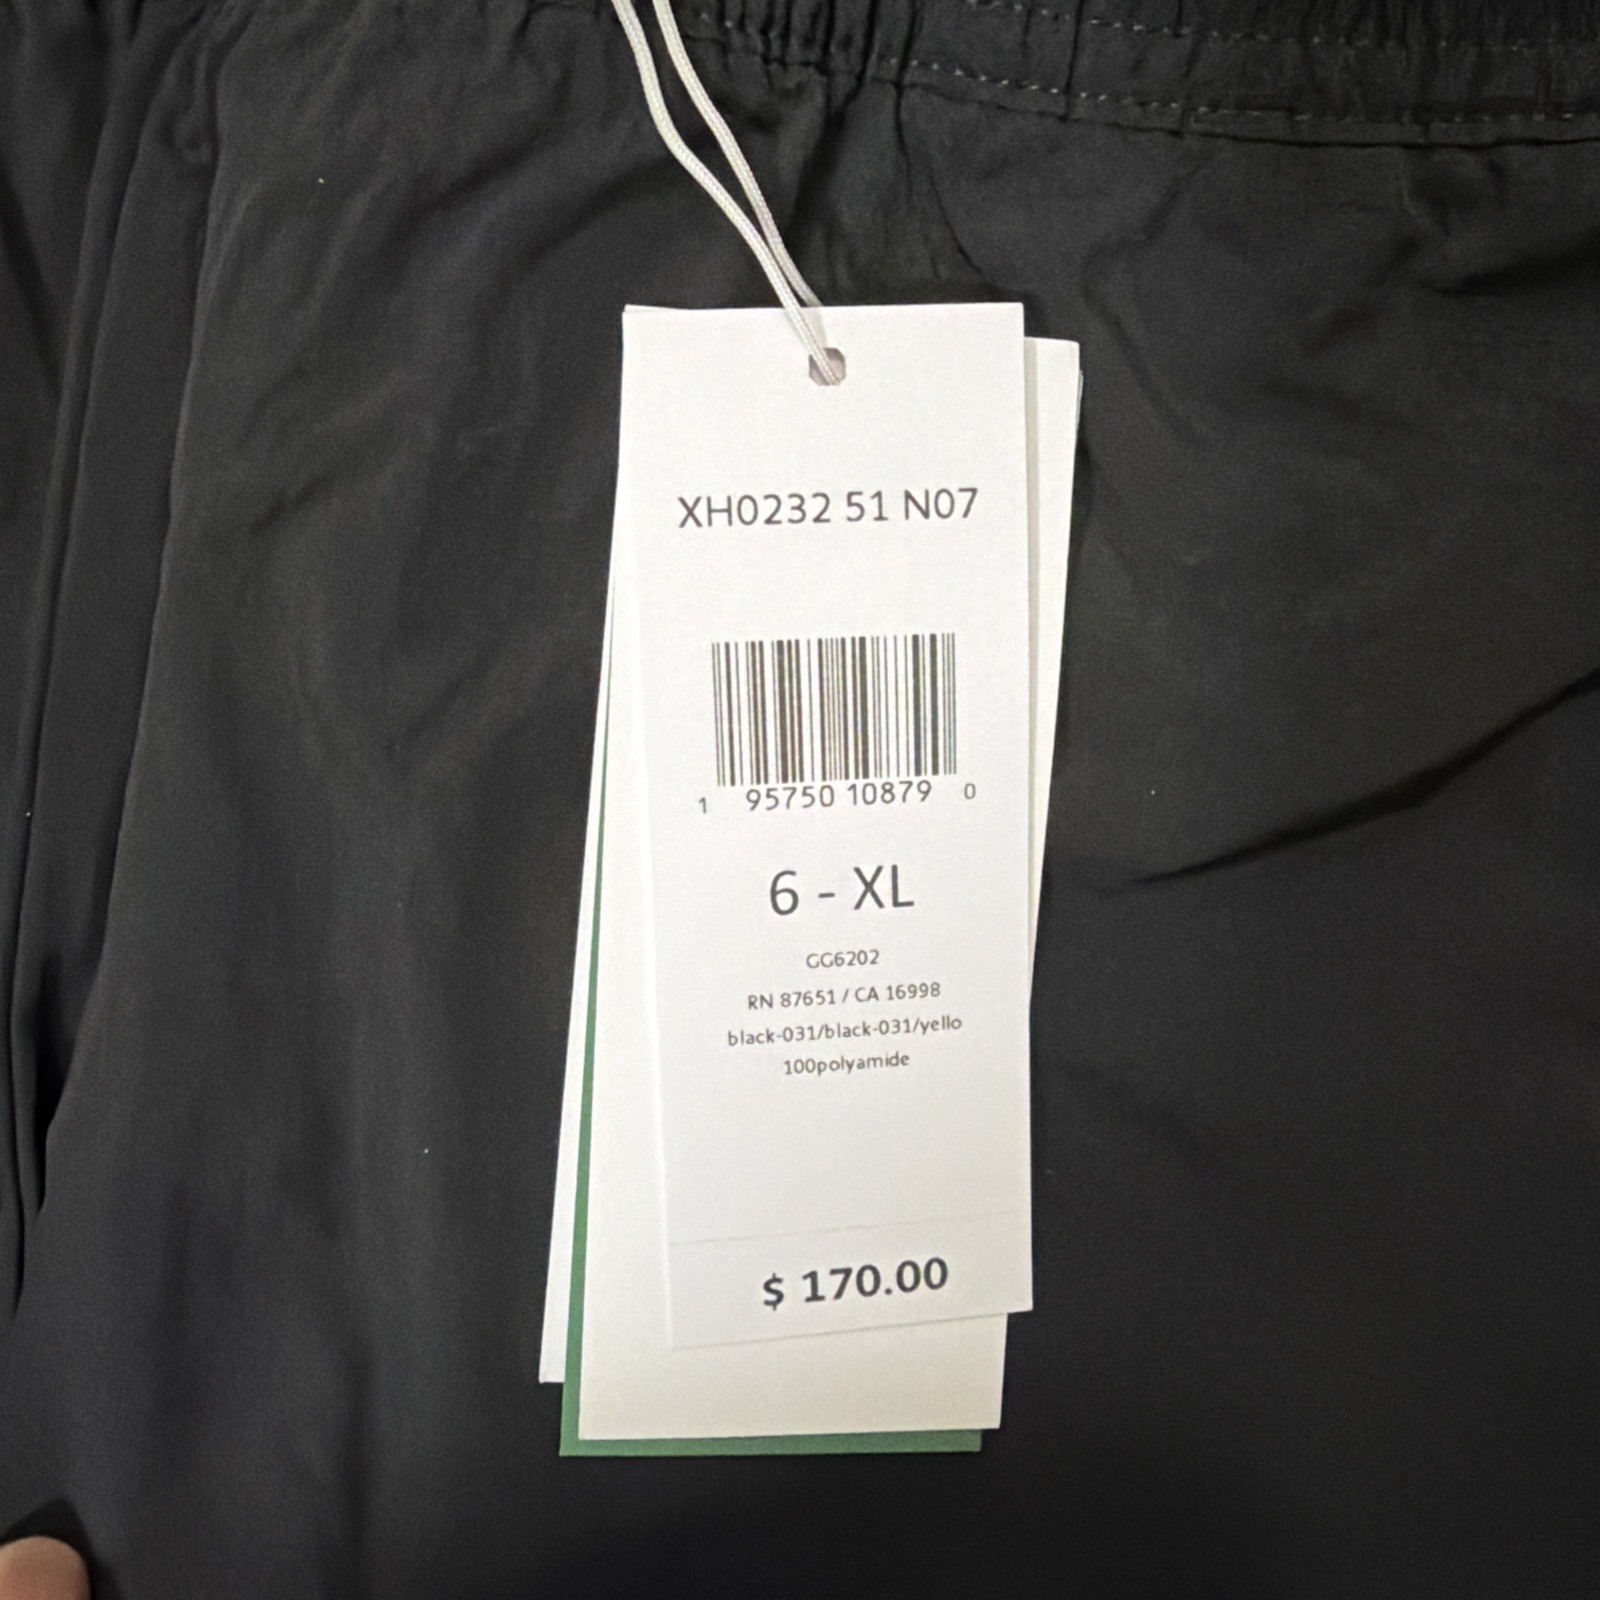 XH0232 51 N07
1 95750 10879 0
6 - XL
GG6202
RN 87651 / CA 16998
black-031/black-031/yello
100polyamide
$ 170.00